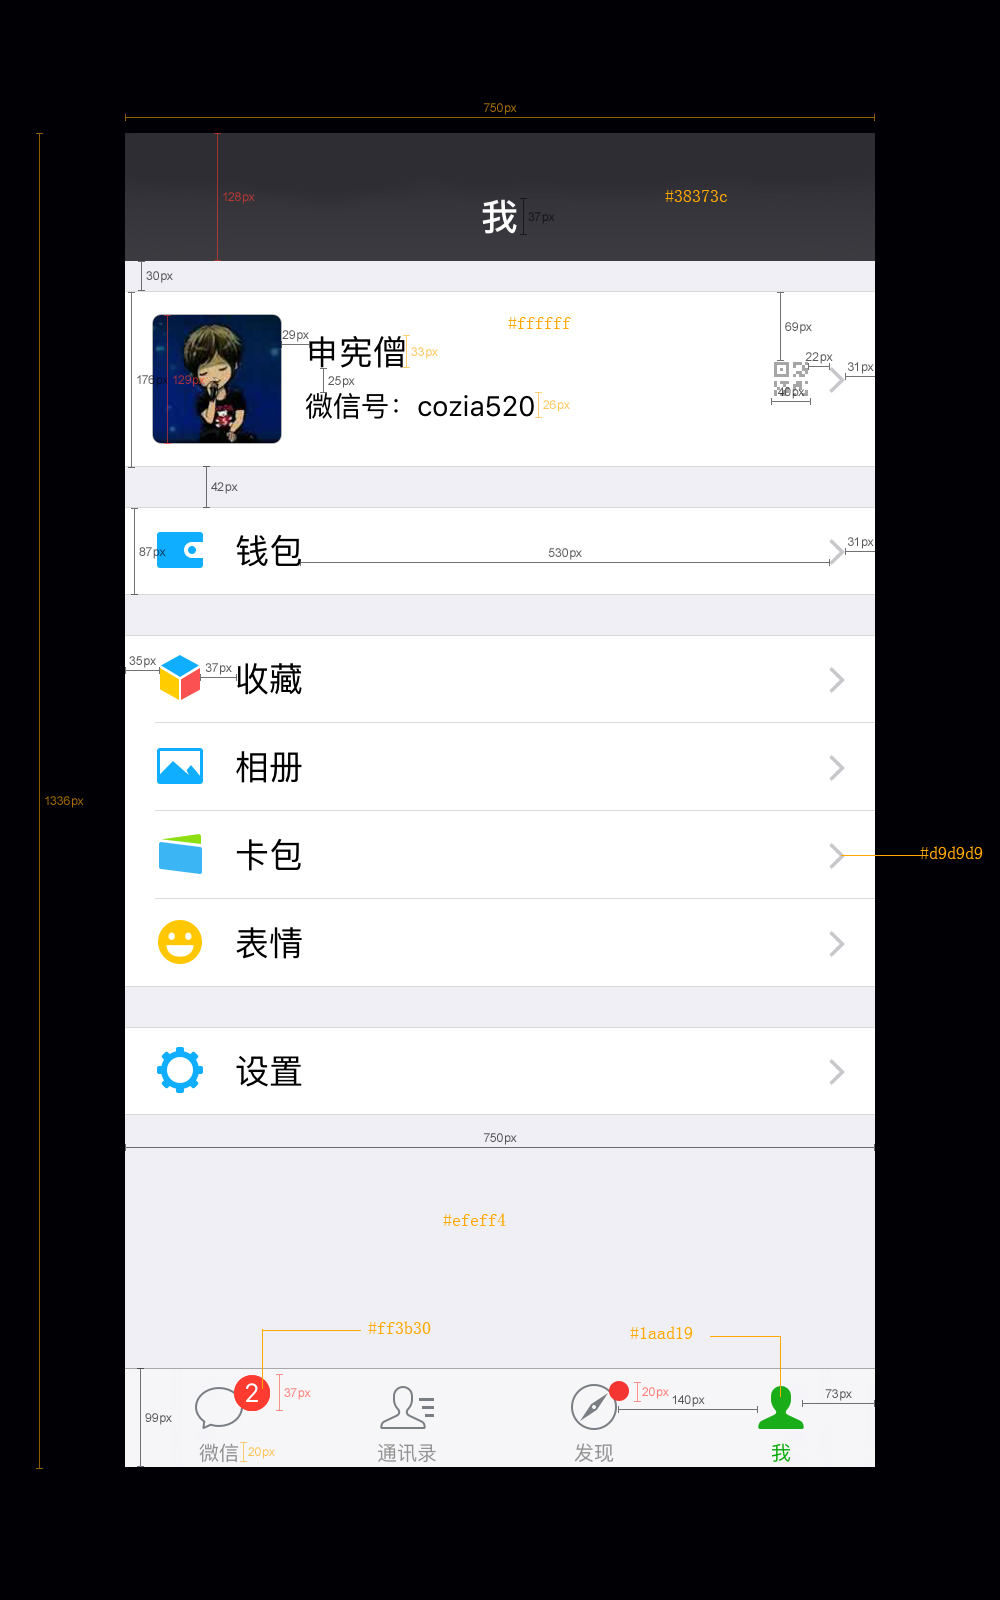 750px
128px
#38373c
我
37px
30px
#ffffff
69px
29px
申宪僧
33px
22px
31px
176px
129px
25px
40px
微信号：cozia520
26px
42px
87px
钱包
530px
31px
35px
37px
收藏
相册
1336px
卡包
#d9d9d9
表情
设置
750px
#efeff4
#ff3b30
#1aad19
2
37px
20px
140px
73px
99px
微信
20px
通讯录
发现
我